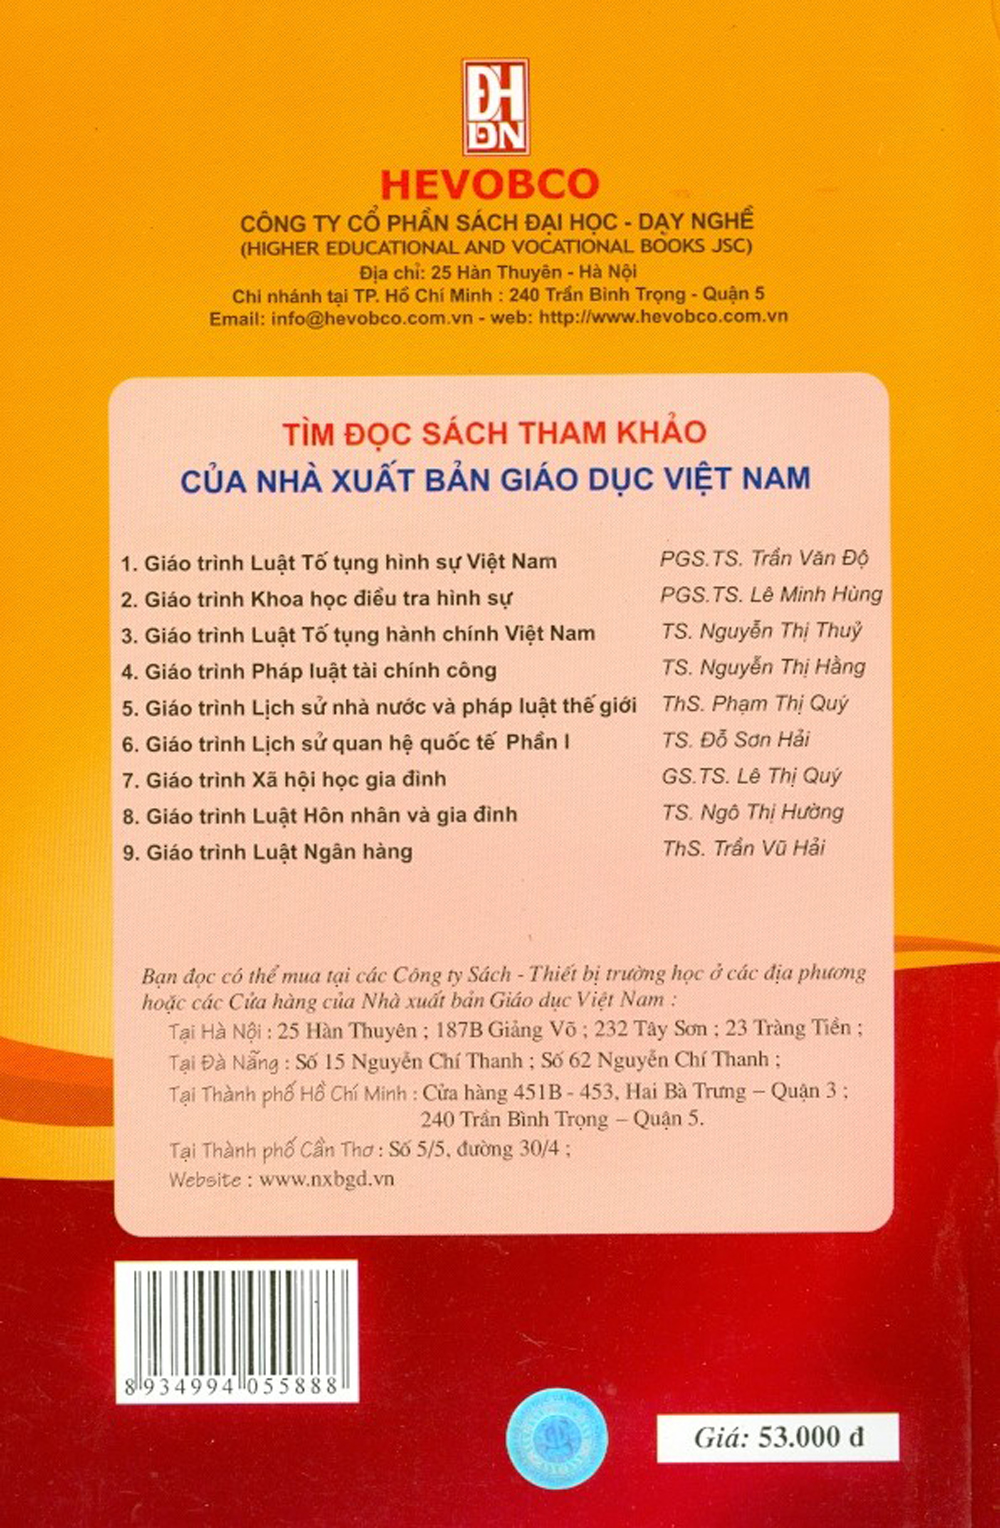 ĐH
DN
HEVOBCO
CÔNG TY CỔ PHẦN SÁCH ĐẠI HỌC - DẠY NGHỀ
(HIGHER EDUCATIONAL AND VOCATIONAL BOOKS JSC)
Địa chỉ: 25 Hàn Thuyên - Hà Nội
Chi nhánh tại TP. Hồ Chí Minh : 240 Trần Bình Trọng - Quận 5
Email: info@hevobco.com.vn - web: http://www.hevobco.com.vn
TÌM ĐỌC SÁCH THAM KHẢO
CỦA NHÀ XUẤT BẢN GIÁO DỤC VIỆT NAM
1. Giáo trình Luật Tố tụng hình sự Việt Nam PGS.TS. Trần Văn Độ
2. Giáo trình Khoa học điều tra hình sự PGS.TS. Lê Minh Hùng
3. Giáo trình Luật Tố tụng hành chính Việt Nam TS. Nguyễn Thị Thuỷ
4. Giáo trình Pháp luật tài chính công TS. Nguyễn Thị Hằng
5. Giáo trình Lịch sử nhà nước và pháp luật thế giới ThS. Phạm Thị Quý
6. Giáo trình Lịch sử quan hệ quốc tế Phần I TS. Đỗ Sơn Hải
7. Giáo trình Xã hội học gia đình GS.TS. Lê Thị Quý
8. Giáo trình Luật Hôn nhân và gia đình TS. Ngô Thị Hường
9. Giáo trình Luật Ngân hàng ThS. Trần Vũ Hải
Bạn đọc có thể mua tại các Công ty Sách - Thiết bị trường học ở các địa phương
hoặc các Cửa hàng của Nhà xuất bản Giáo dục Việt Nam :
Tại Hà Nội : 25 Hàn Thuyên ; 187B Giảng Võ ; 232 Tây Sơn ; 23 Tràng Tiền ;
Tại Đà Nẵng : Số 15 Nguyễn Chí Thanh ; Số 62 Nguyễn Chí Thanh ;
Tại Thành phố Hồ Chí Minh : Cửa hàng 451B - 453, Hai Bà Trưng – Quận 3 ;
240 Trần Bình Trọng – Quận 5.
Tại Thành phố Cần Thơ : Số 5/5, đường 30/4 ;
Website : www.nxbgd.vn
8 934994 055888
Giá: 53.000 đ